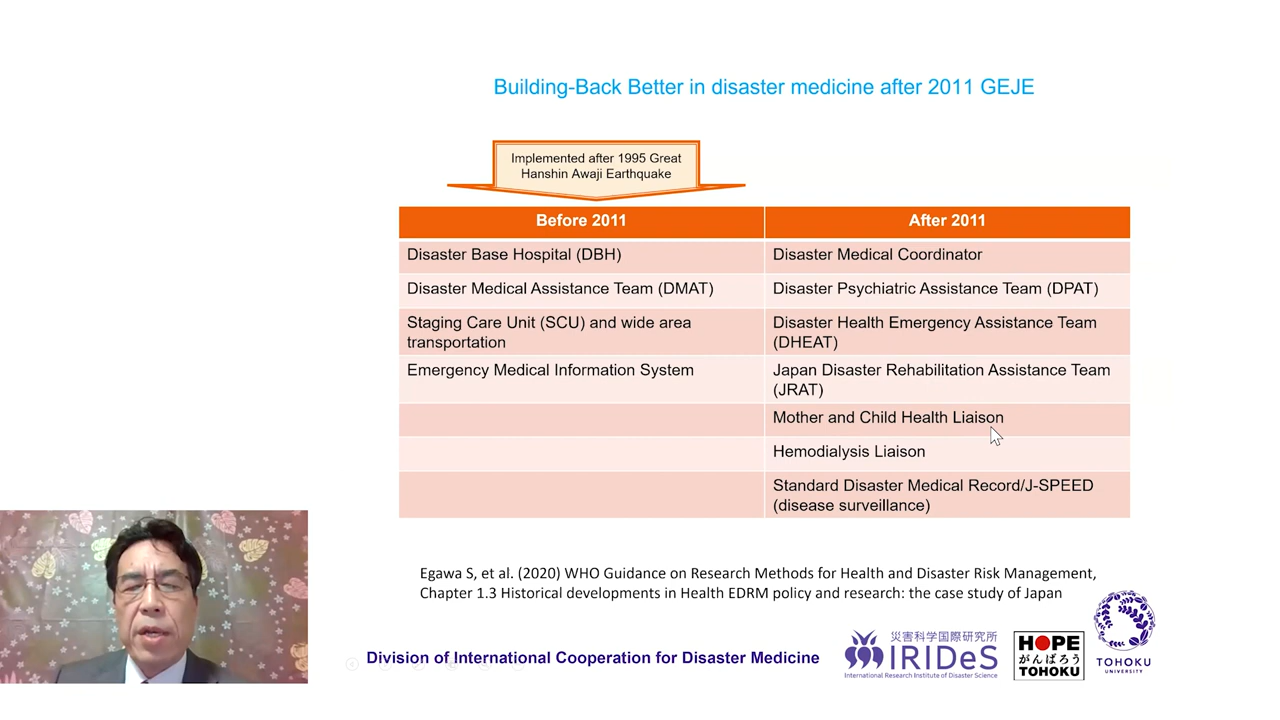 Building-Back Better in disaster medicine after 2011 GEJE
Implemented after 1995 Great
Hanshin Awaji Earthquake
Before 2011
After 2011
Disaster Base Hospital (DBH)
Disaster Medical Coordinator
Disaster Medical Assistance Team (DMAT)
Disaster Psychiatric Assistance Team (DPAT)
Staging Care Unit (SCU) and wide area
transportation
Disaster Health Emergency Assistance Team
(DHEAT)
Emergency Medical Information System
Japan Disaster Rehabilitation Assistance Team
(JRAT)
Mother and Child Health Liaison
Hemodialysis Liaison
Standard Disaster Medical Record/J-SPEED
(disease surveillance)
Egawa S, et al. (2020) WHO Guidance on Research Methods for Health and Disaster Risk Management,
Chapter 1.3 Historical developments in Health EDRM policy and research: the case study of Japan
Division of International Cooperation for Disaster Medicine
災害科学国際研究所
IRIDeS
International Research Institute of Disaster Science
HOPE
がんばろう
TOHOKU
TOHOKU
UNIVERSITY